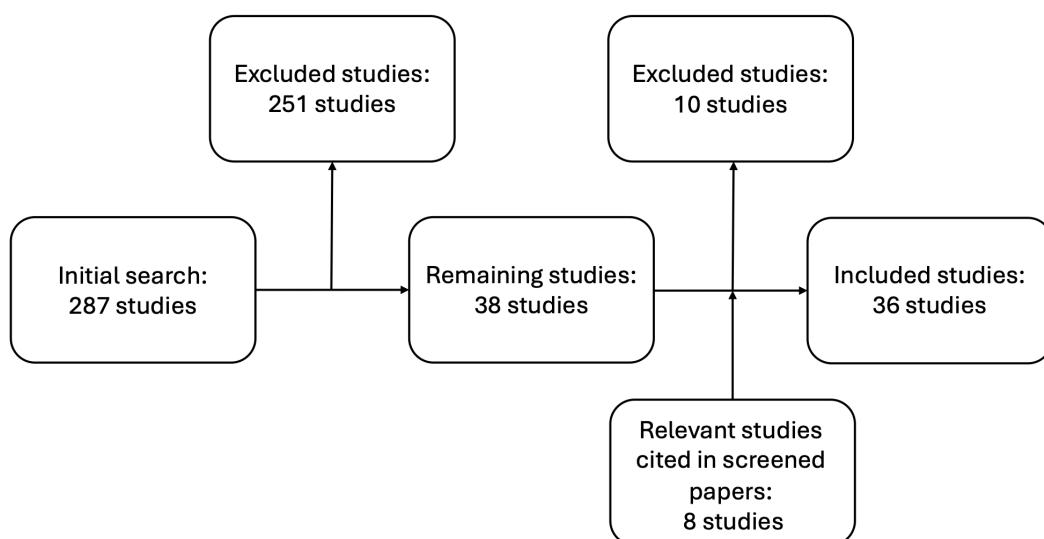 Excluded studies:
251 studies
Excluded studies:
10 studies
Initial search:
287 studies
Remaining studies:
38 studies
Included studies:
36 studies
Relevant studies
cited in screened
papers:
8 studies